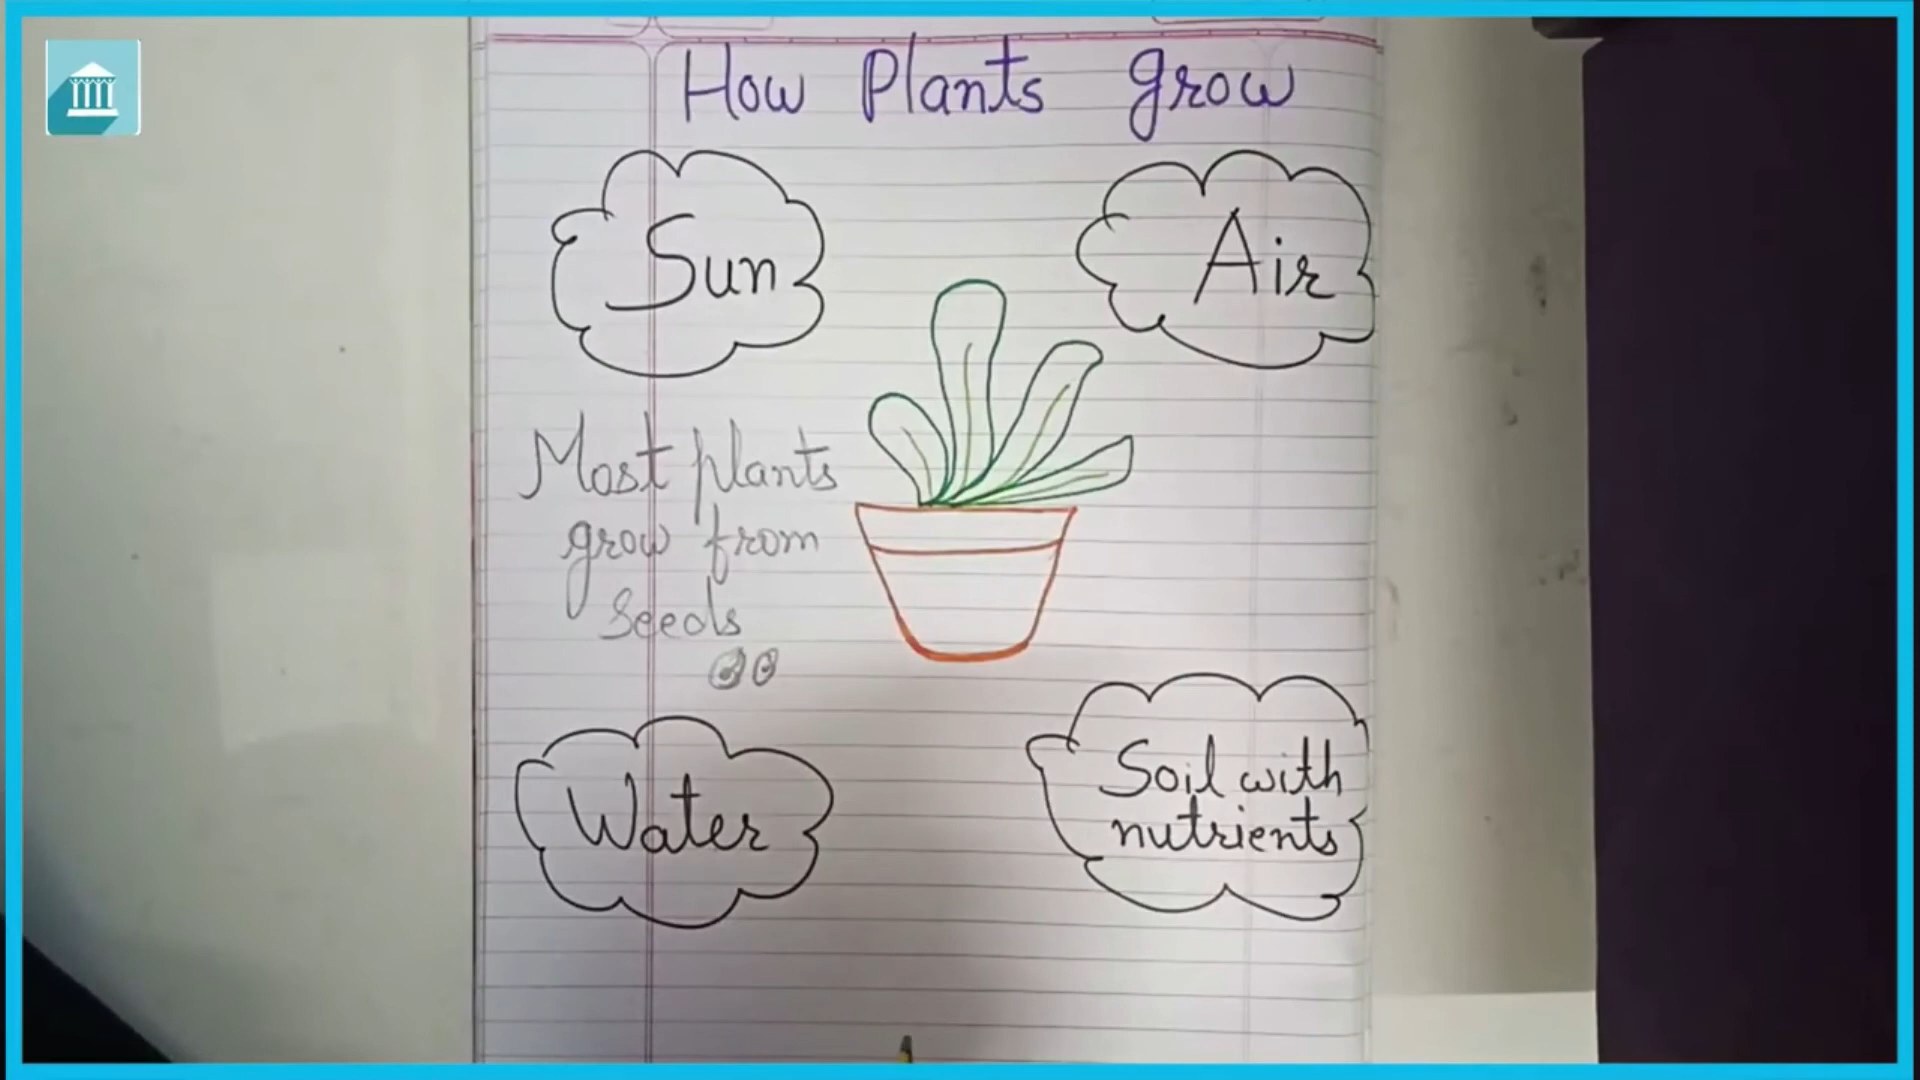 How Plants grow
Sun
Air
Most plants
grow from
Seeds
Water
Soil with
nutrients